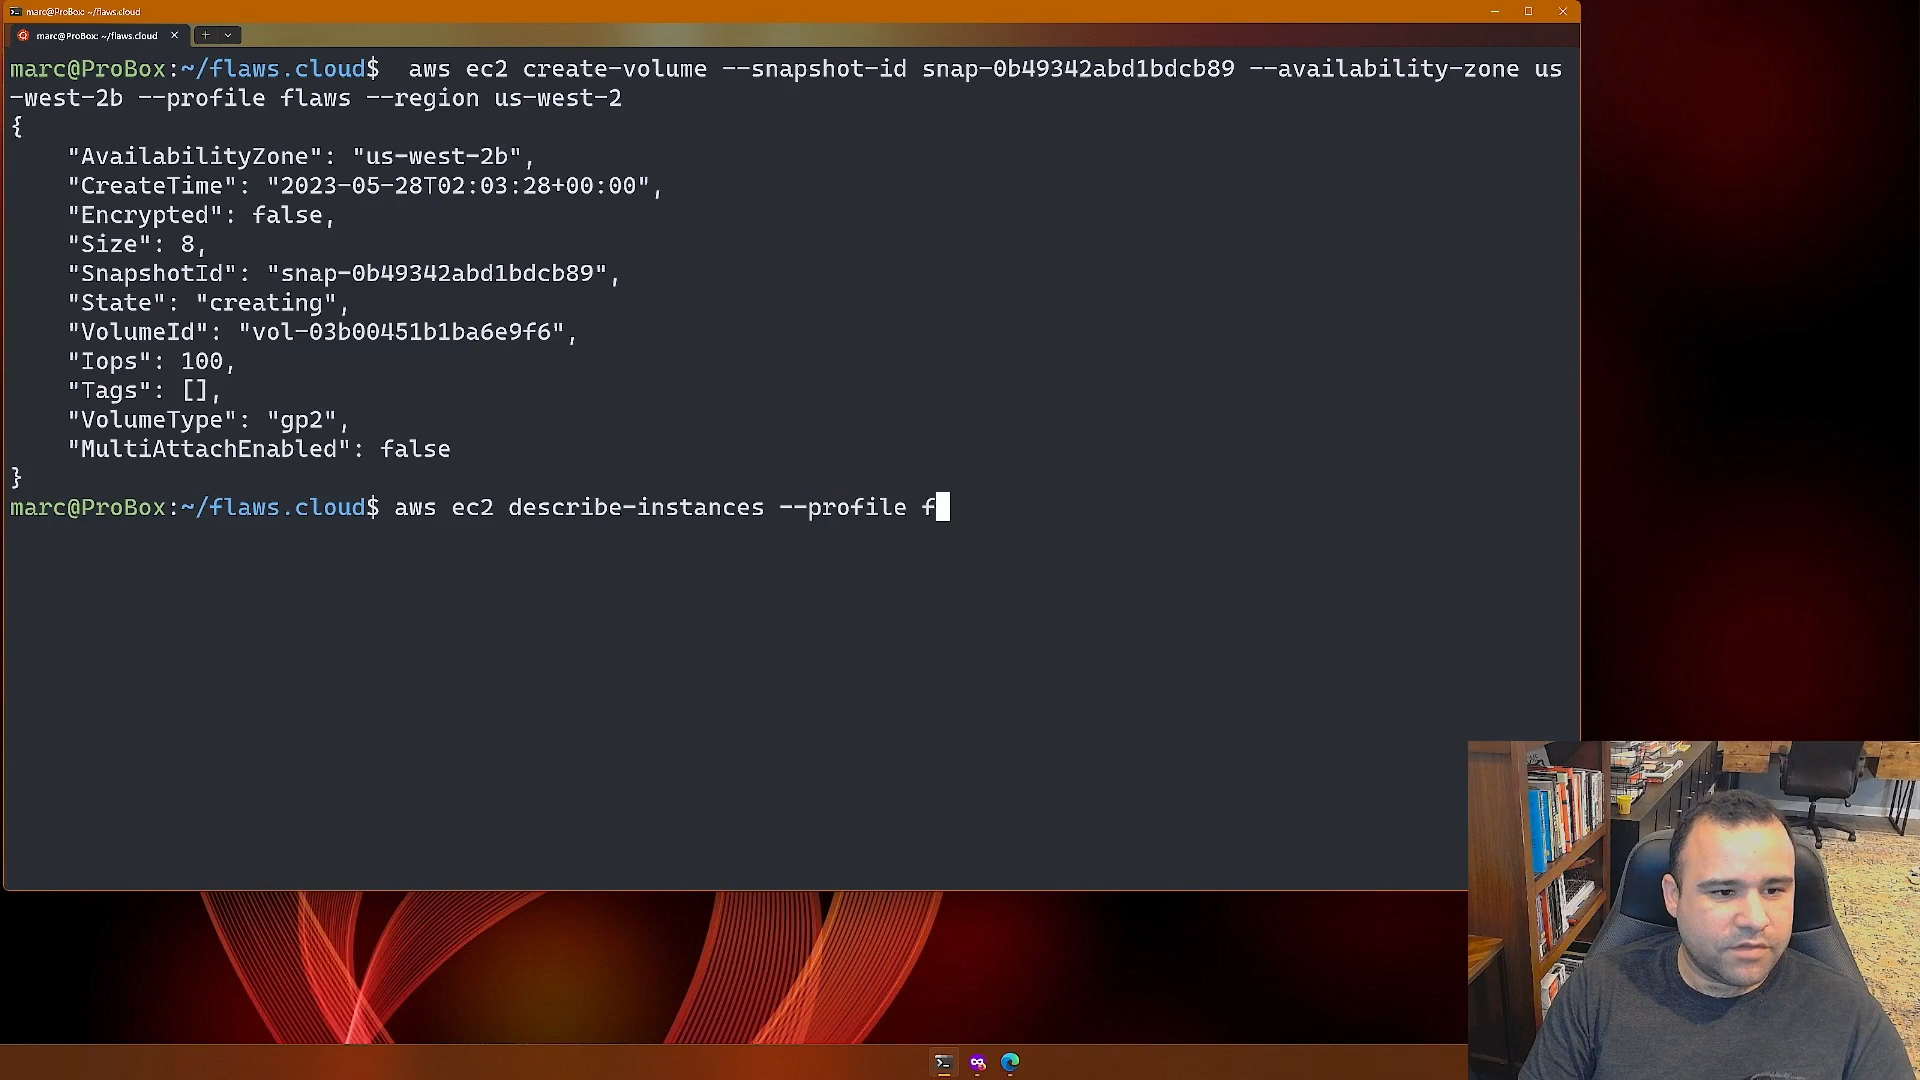 marc@ProBox: ~/flaws.cloud
marc@ProBox: ~/flaws.cloud
marc@ProBox:~/flaws.cloud$  aws ec2 create-volume --snapshot-id snap-0b49342abd1bdcb89 --availability-zone us
-west-2b --profile flaws --region us-west-2
{
    "AvailabilityZone": "us-west-2b",
    "CreateTime": "2023-05-28T02:03:28+00:00",
    "Encrypted": false,
    "Size": 8,
    "SnapshotId": "snap-0b49342abd1bdcb89",
    "State": "creating",
    "VolumeId": "vol-03b00451b1ba6e9f6",
    "Iops": 100,
    "Tags": [],
    "VolumeType": "gp2",
    "MultiAttachEnabled": false
}
marc@ProBox:~/flaws.cloud$ aws ec2 describe-instances --profile f